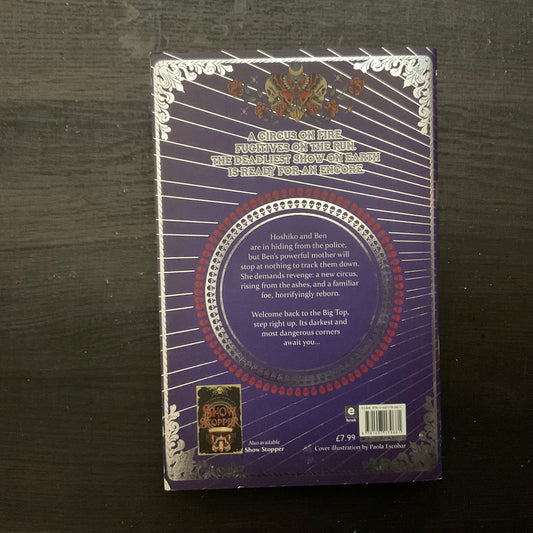 A CIRCUS ON FIRE.
FUGITIVES ON THE RUN.
THE DEADLIEST SHOW ON EARTH
IS READY FOR AN ENCORE.
Hoshiko and Ben
are in hiding from the police,
but Ben's powerful mother will
stop at nothing to track them down.
She demands revenge: a new circus,
rising from the ashes, and a familiar
foe, horrifyingly reborn.
Welcome back to the Big Top,
step right up. Its darkest and
most dangerous corners
await you...
SHOW
STOPPER
Also available
Show Stopper
e
£7.99
Cover illustration by Paola Escobar